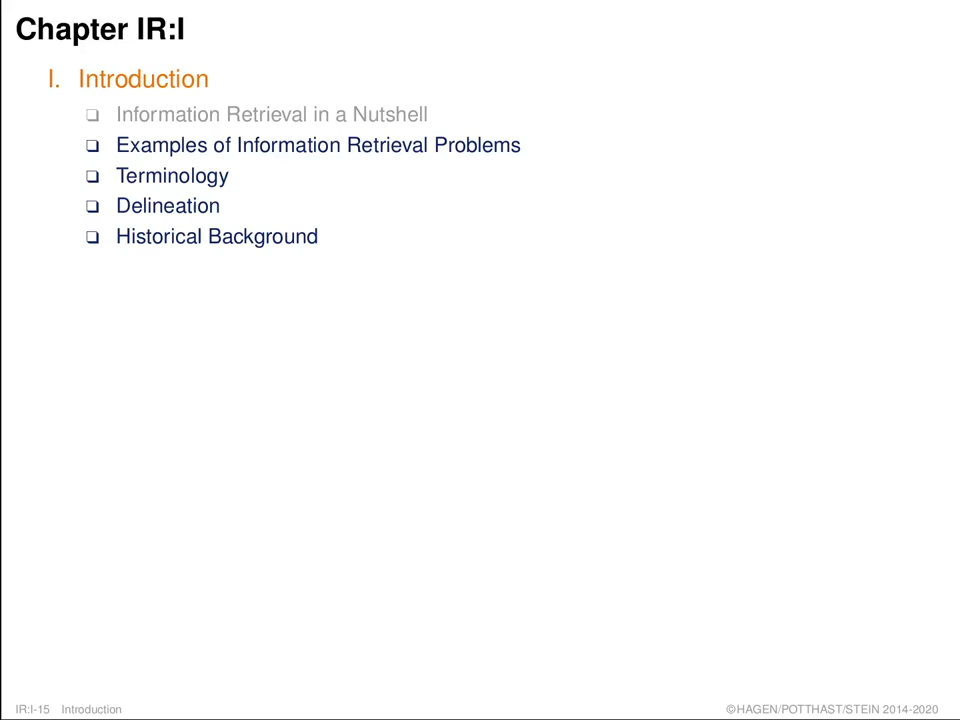 Chapter IR:I
I. Introduction
❑ Information Retrieval in a Nutshell
❑ Examples of Information Retrieval Problems
❑ Terminology
❑ Delineation
❑ Historical Background
IR:I-15 Introduction
©HAGEN/POTTHAST/STEIN 2014-2020